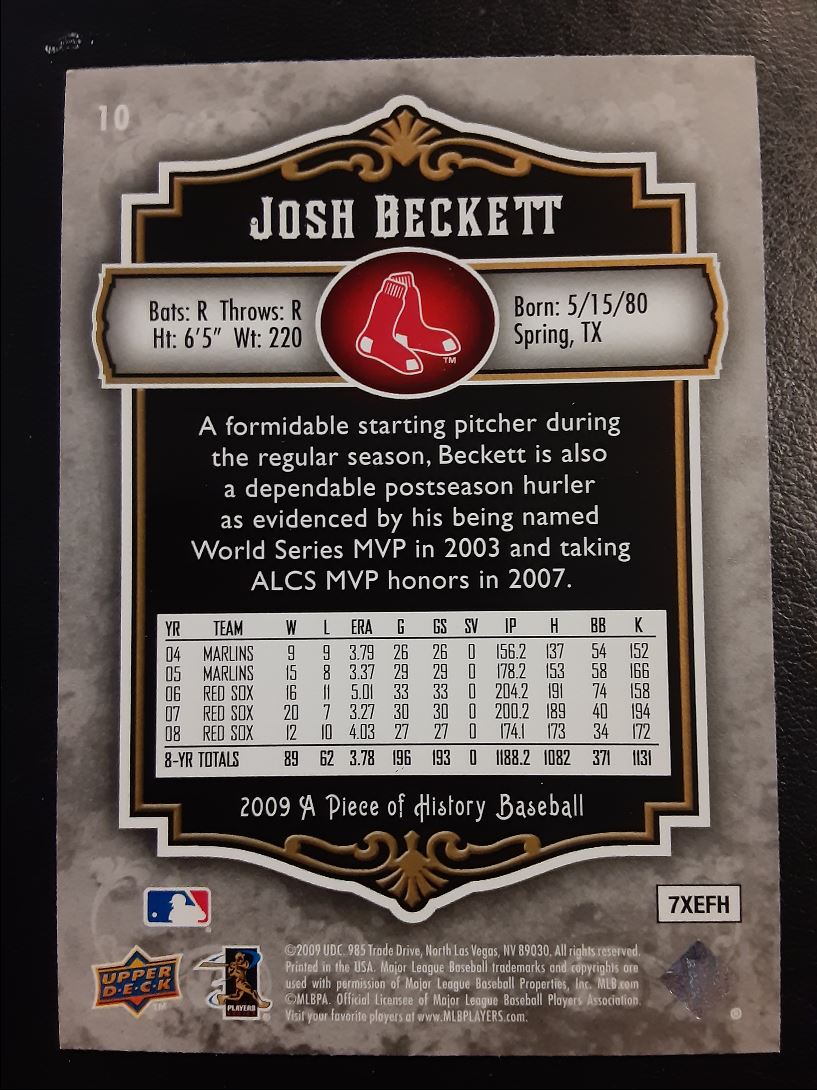 10
JOSH BECKETT
Bats: R Throws: R
Ht: 6'5" Wt: 220
TM
Born: 5/15/80
Spring, TX
A formidable starting pitcher during
the regular season, Beckett is also
a dependable postseason hurler
as evidenced by his being named
World Series MVP in 2003 and taking
ALCS MVP honors in 2007.
YR TEAM W L ERA G GS SV IP H BB K
04 MARLINS 9 9 3.79 26 26 0 156.2 137 54 152
05 MARLINS 15 8 3.37 29 29 0 178.2 153 58 166
06 RED SOX 16 11 5.01 33 33 0 204.2 191 74 158
07 RED SOX 20 7 3.27 30 30 0 200.2 189 40 194
08 RED SOX 12 10 4.03 27 27 0 174.1 173 34 172
8-YR TOTALS 89 62 3.78 196 193 0 1188.2 1082 371 1131
2009 A Piece of History Baseball
7XEFH
UPPER
D·E·C·K
TM
PLAYERS
©2009 UDC. 985 Trade Drive, North Las Vegas, NV 89030. All rights reserved.
Printed in the USA. Major League Baseball trademarks and copyrights are
used with permission of Major League Baseball Properties, Inc. MLB.com
©MLBPA. Official Licensee of Major League Baseball Players Association.
Visit your favorite players at www.MLBPLAYERS.com.
®